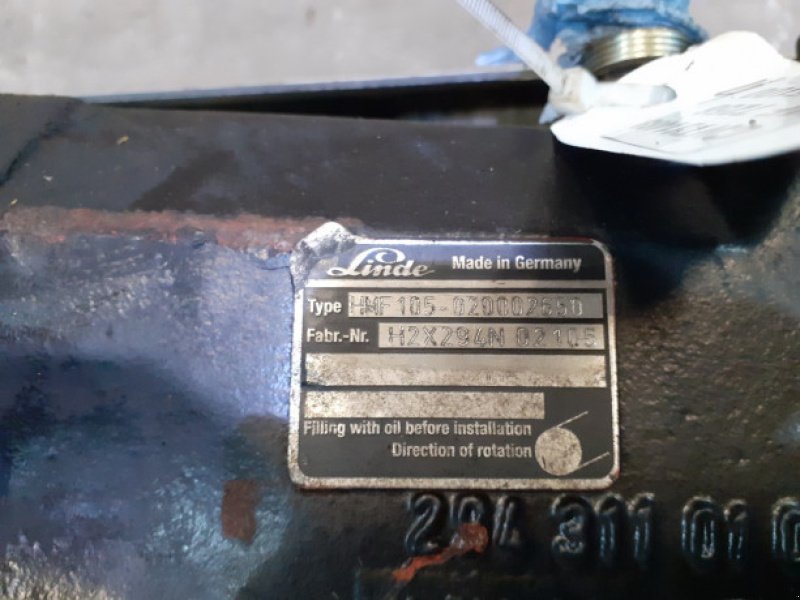 Linde Made in Germany
Type HMF105-020002650
Fabr.-Nr. H2X294N 02105
Filling with oil before installation
Direction of rotation
294 311 01 0